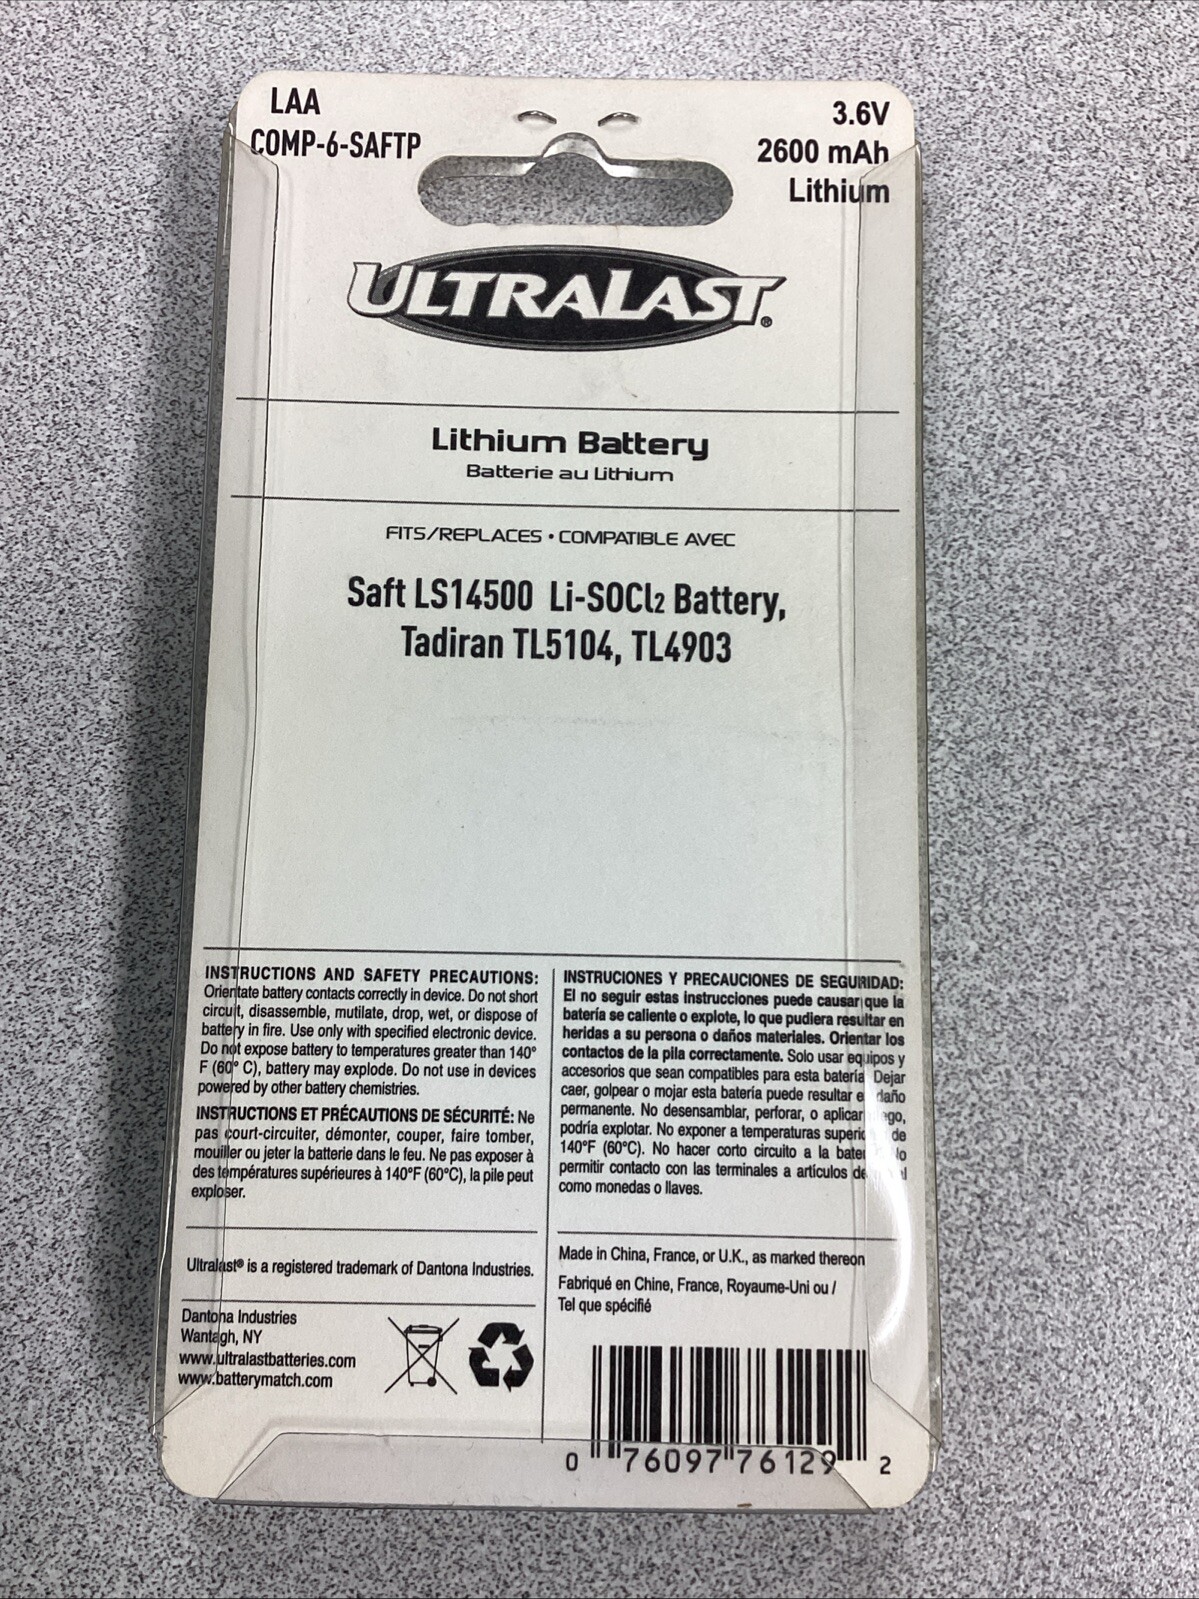 LAA
COMP-6-SAFTP
3.6V
2600 mAh
Lithium
ULTRALAST®
Lithium Battery
Batterie au Lithium
FITS/REPLACES • COMPATIBLE AVEC
Saft LS14500 Li-SOCl₂ Battery,
Tadiran TL5104, TL4903
INSTRUCTIONS AND SAFETY PRECAUTIONS:
Orientate battery contacts correctly in device. Do not short
circuit, disassemble, mutilate, drop, wet, or dispose of
battery in fire. Use only with specified electronic device.
Do not expose battery to temperatures greater than 140°
F (60° C), battery may explode. Do not use in devices
powered by other battery chemistries.
INSTRUCTIONS ET PRÉCAUTIONS DE SÉCURITÉ: Ne
pas court-circuiter, démonter, couper, faire tomber,
mouiller ou jeter la batterie dans le feu. Ne pas exposer à
des températures supérieures à 140°F (60°C), la pile peut
exploser.
Ultralast® is a registered trademark of Dantona Industries.
Dantona Industries
Wantagh, NY
www.ultralastbatteries.com
www.batterymatch.com
INSTRUCIONES Y PRECAUCIONES DE SEGURIDAD:
El no seguir estas instrucciones puede causar que la
batería se caliente o explote, lo que pudiera resultar en
heridas a su persona o daños materiales. Orientar los
contactos de la pila correctamente. Solo usar equipos y
accesorios que sean compatibles para esta batería. Dejar
caer, golpear o mojar esta batería puede resultar en daño
permanente. No desensamblar, perforar, o aplicar
podría explotar. No exponer a temperaturas de
140°F (60°C). No hacer corto circuito a la
permitir contacto con las terminales a artículos de
como monedas o llaves.
Made in China, France, or U.K., as marked thereon
Fabriqué en Chine, France, Royaume-Uni ou /
Tel que spécifié
0 76097 76129 2